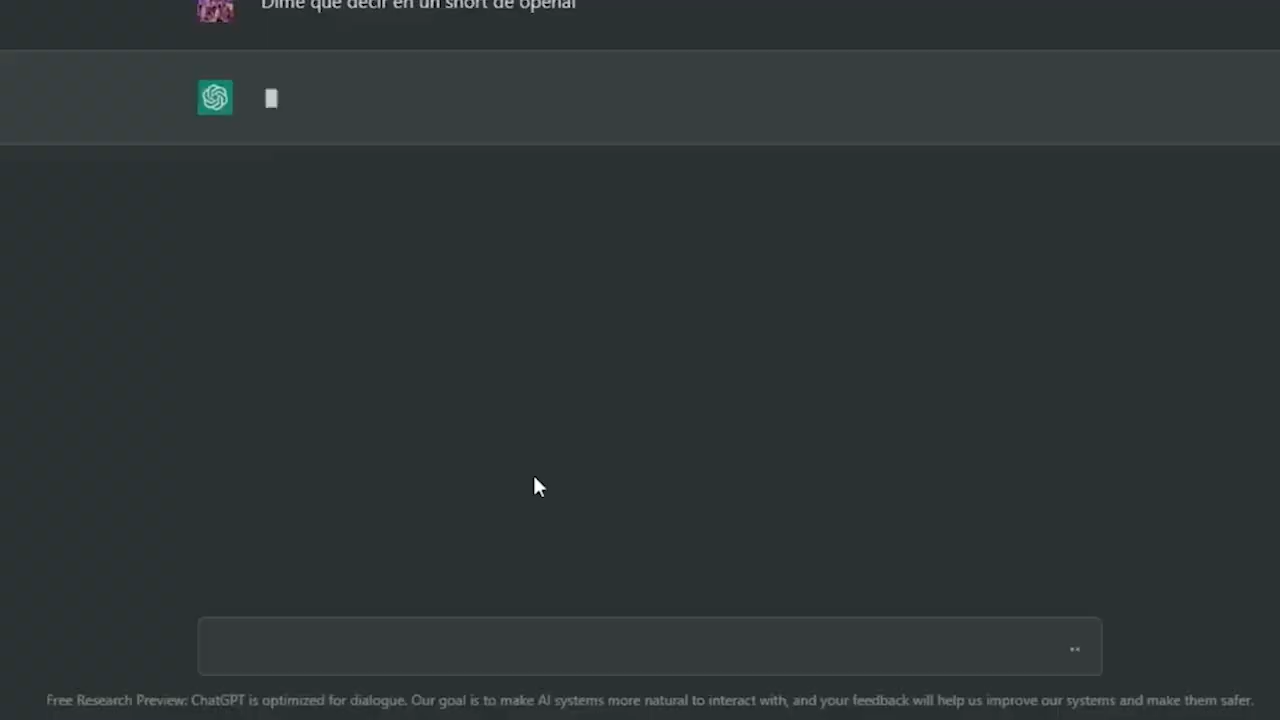 Dime que decir en un short de openai
Free Research Preview: ChatGPT is optimized for dialogue. Our goal is to make AI systems more natural to interact with, and your feedback will help us improve our systems and make them safer.